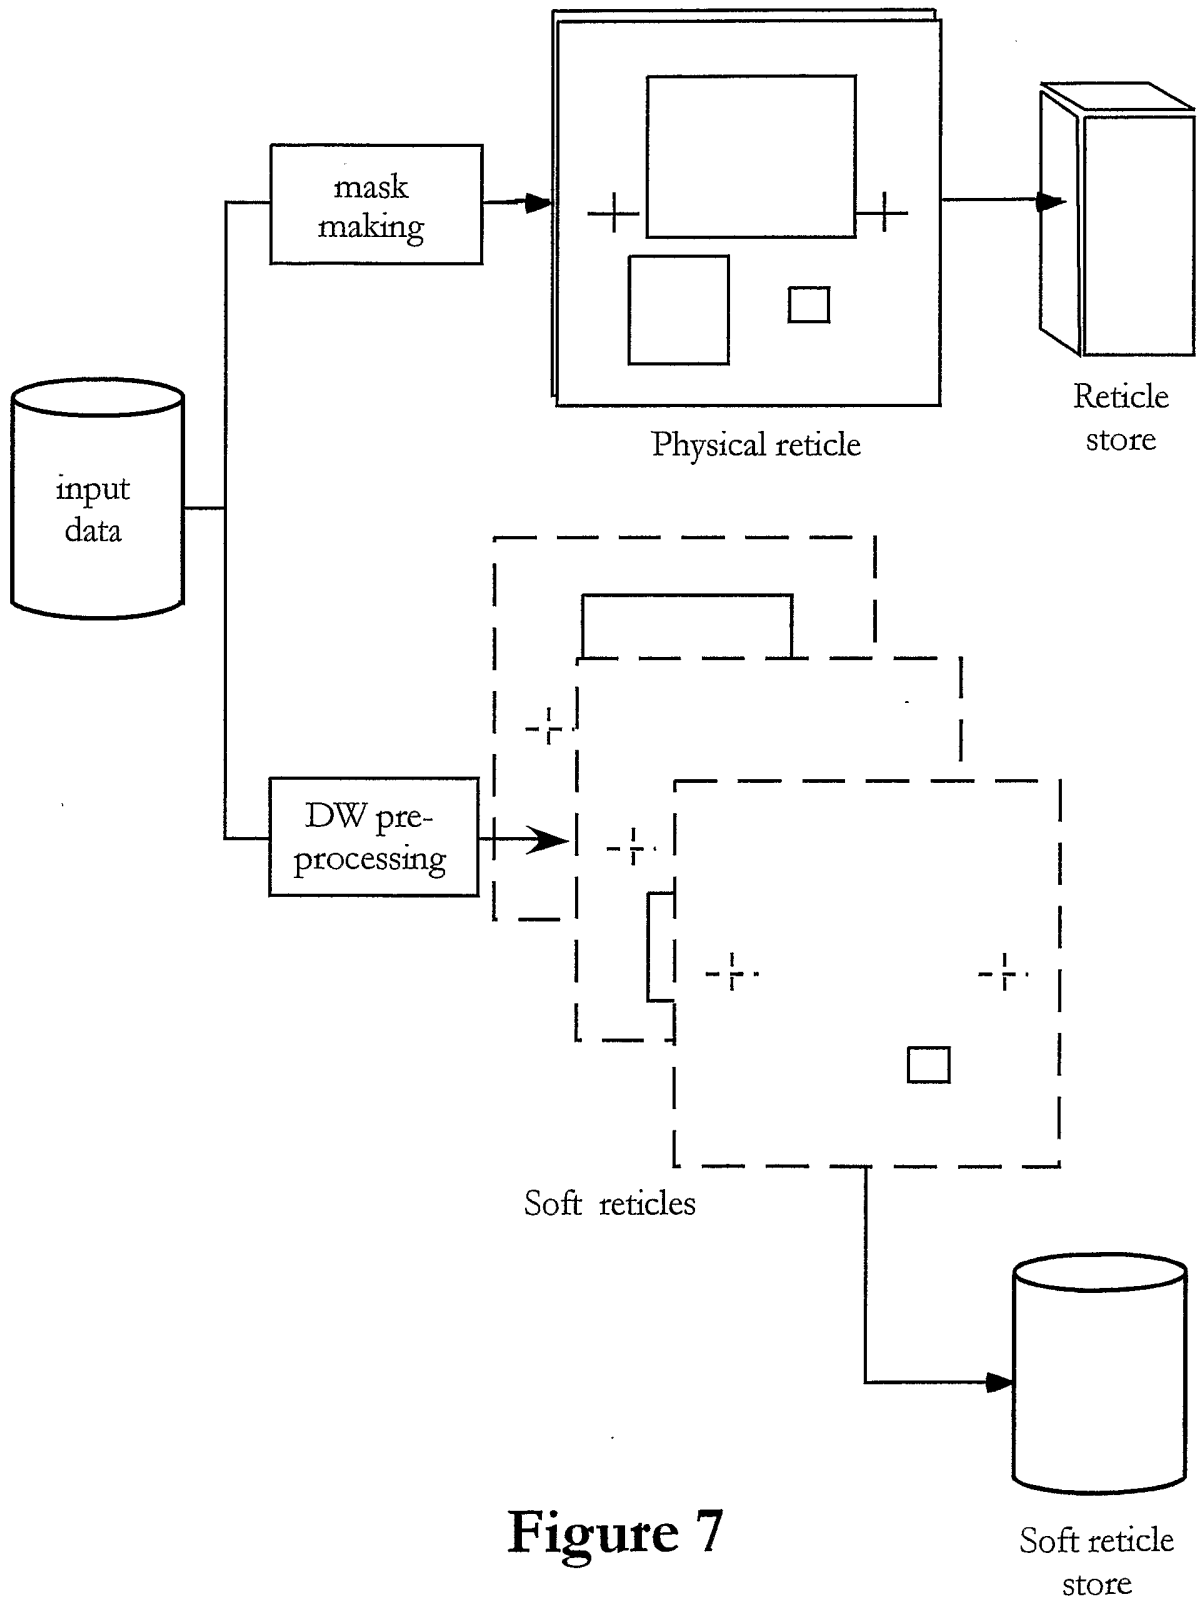 mask
making
Reticle
store
Physical reticle
input
data
DW pre-
processing
Soft reticles
Figure 7
Soft reticle
store